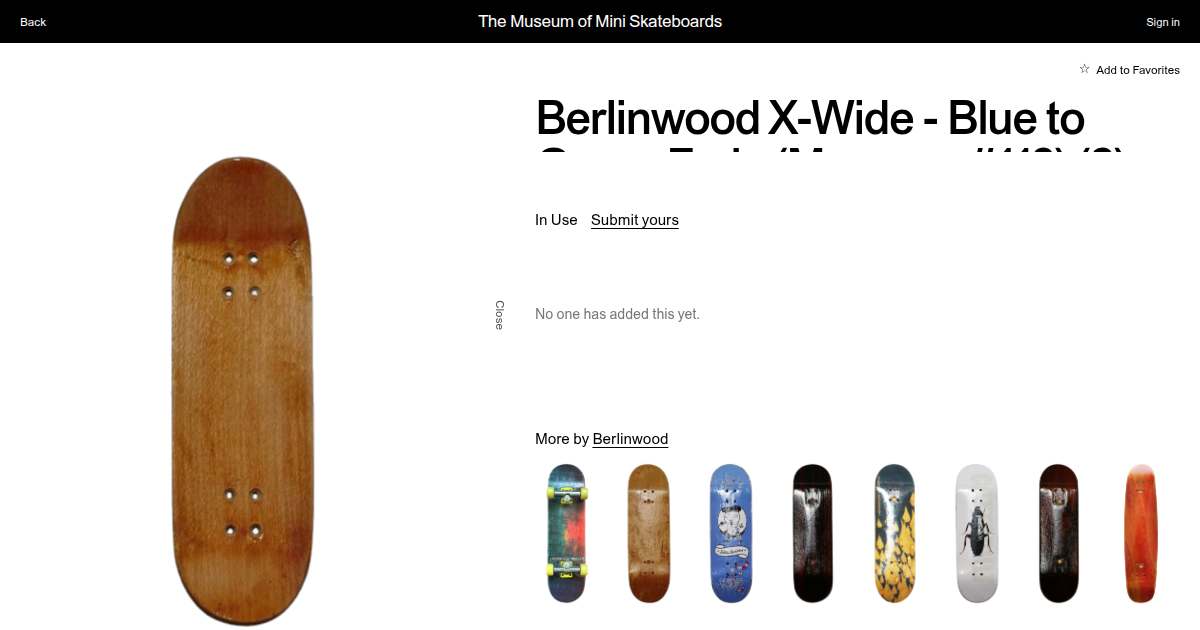 Back
The Museum of Mini Skateboards
Sign in
☆ Add to Favorites
Berlinwood X-Wide - Blue to
In Use Submit yours
Close
No one has added this yet.
More by Berlinwood